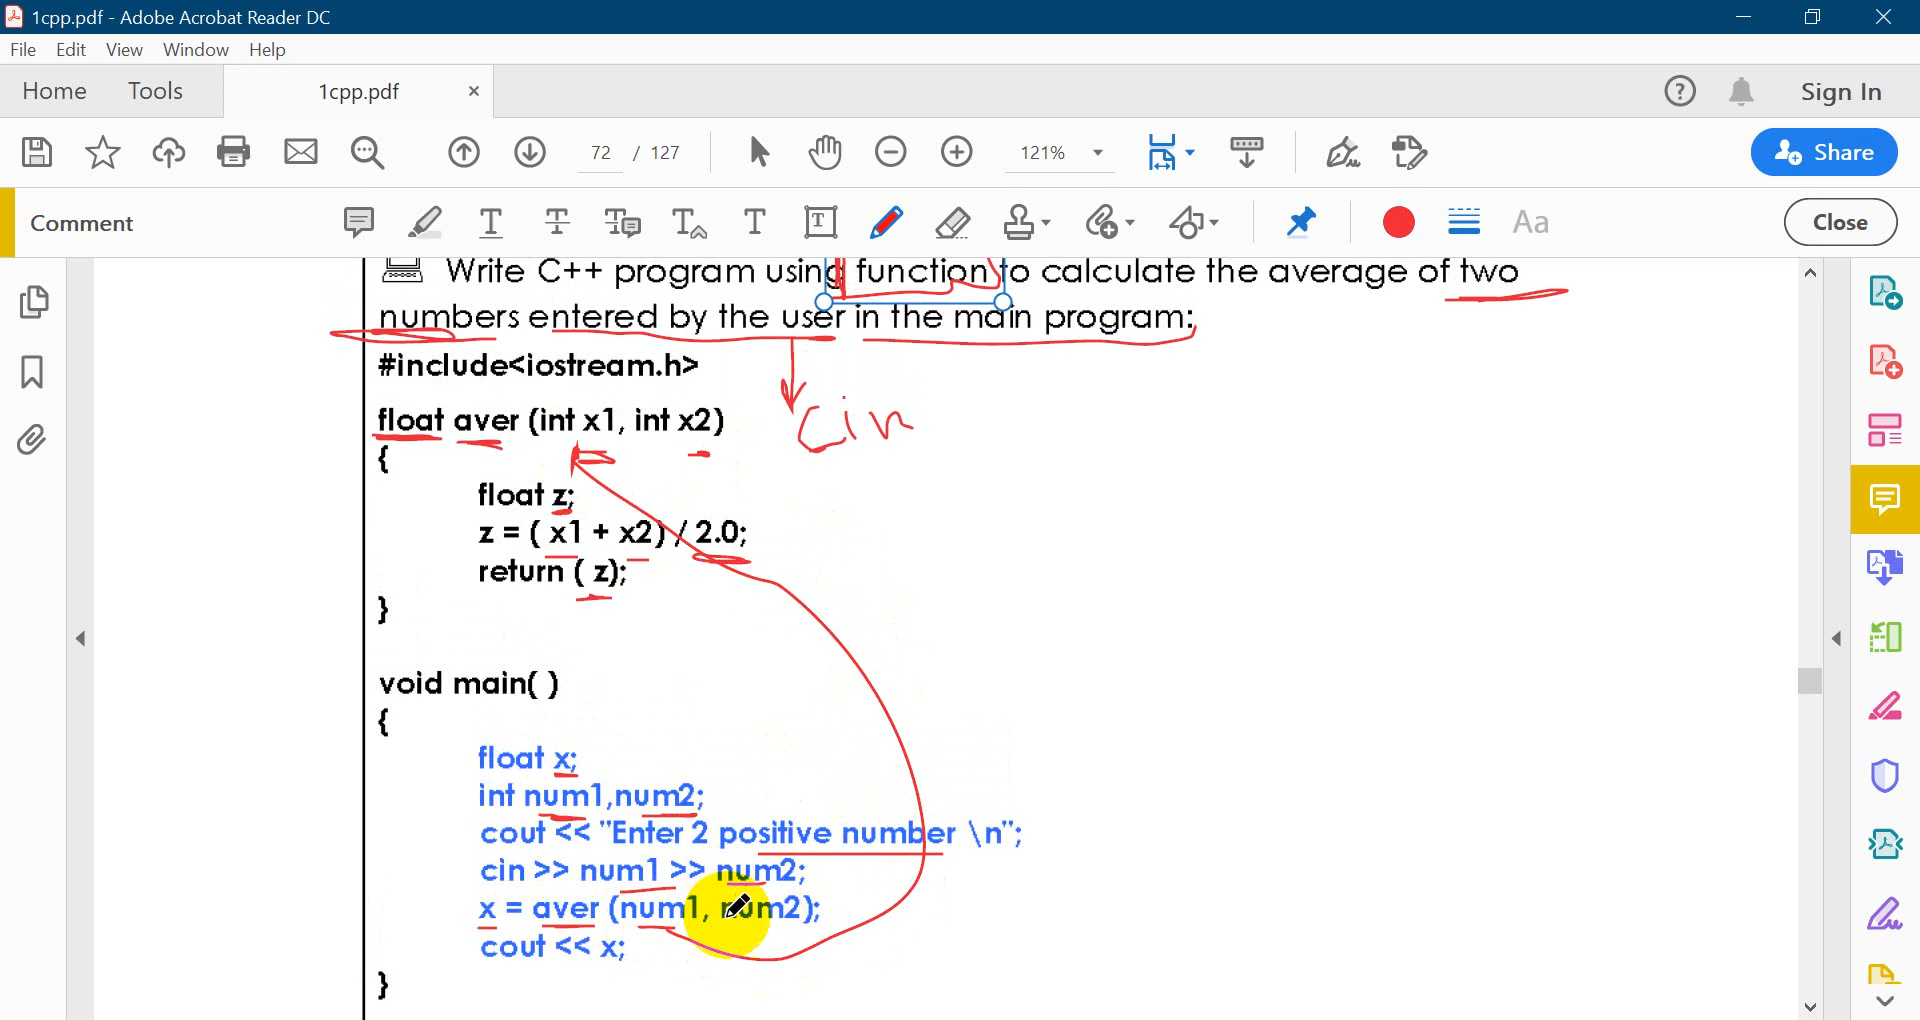 1cpp.pdf - Adobe Acrobat Reader DC
File Edit View Window Help
Home Tools 1cpp.pdf × Sign In
72 / 127 121% Share
Comment Aa Close
Write C++ program using function to calculate the average of two
numbers entered by the user in the main program:
#include<iostream.h>
cin
float aver (int x1, int x2)
{
float z;
z = ( x1 + x2) / 2.0;
return ( z);
}
void main( )
{
float x;
int num1,num2;
cout << "Enter 2 positive number \n";
cin >> num1 >> num2;
x = aver (num1, num2);
cout << x;
}